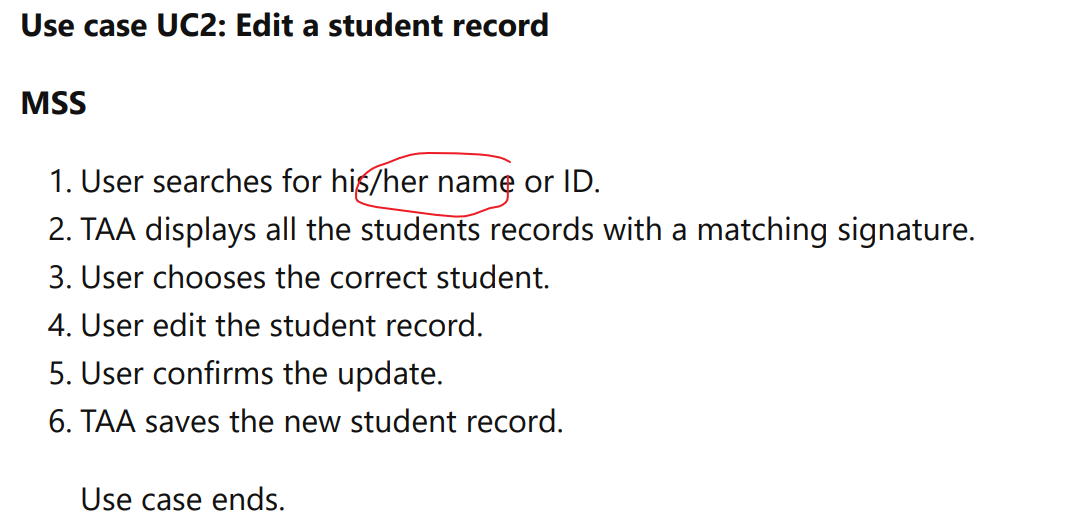 Use case UC2: Edit a student record
MSS
1. User searches for his/her name or ID.
2. TAA displays all the students records with a matching signature.
3. User chooses the correct student.
4. User edit the student record.
5. User confirms the update.
6. TAA saves the new student record.
Use case ends.